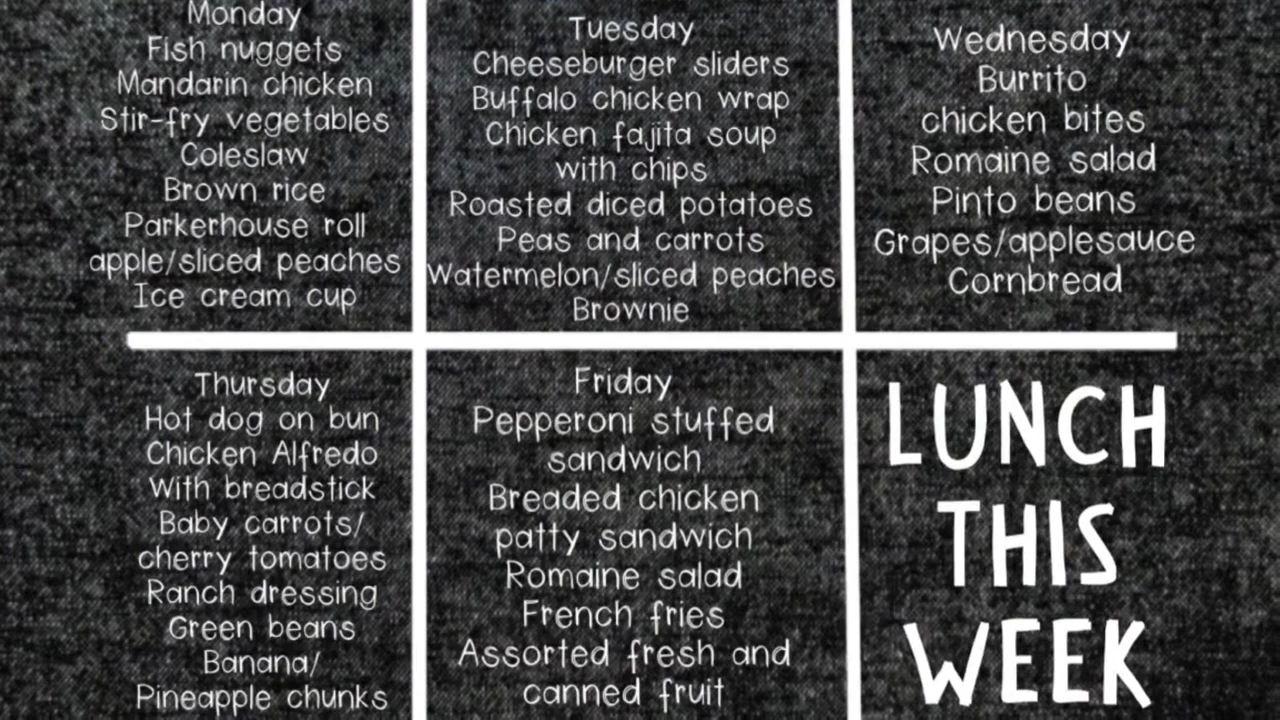 Monday
Fish nuggets
Mandarin chicken
Stir-fry vegetables
Coleslaw
Brown rice
Parkerhouse roll
apple/sliced peaches
Ice cream cup
Tuesday
Cheeseburger sliders
Buffalo chicken wrap
Chicken fajita soup
with chips
Roasted diced potatoes
Peas and carrots
Watermelon/sliced peaches
Brownie
Wednesday
Burrito
chicken bites
Romaine salad
Pinto beans
Grapes/applesauce
Cornbread
Thursday
Hot dog on bun
Chicken Alfredo
With breadstick
Baby carrots/
cherry tomatoes
Ranch dressing
Green beans
Banana/
Pineapple chunks
Friday
Pepperoni stuffed
sandwich
Breaded chicken
patty sandwich
Romaine salad
French fries
Assorted fresh and
canned fruit
LUNCH
THIS
WEEK